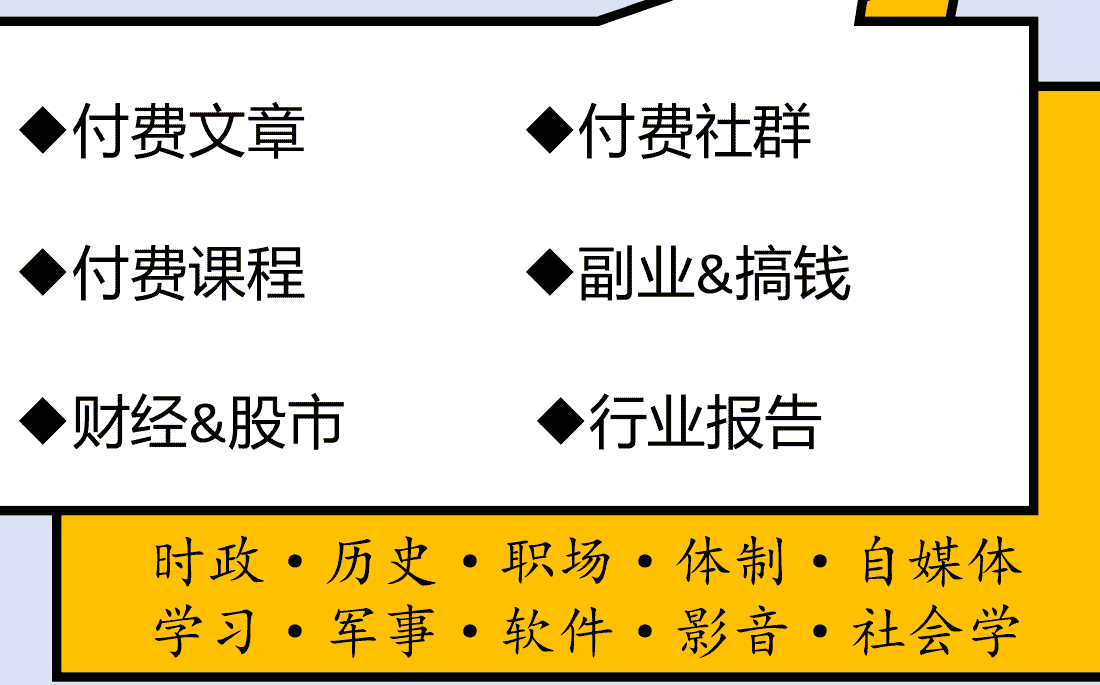 ◆付费文章 ◆付费社群
◆付费课程 ◆副业&搞钱
◆财经&股市 ◆行业报告
时政·历史·职场·体制·自媒体
学习·军事·软件·影音·社会学